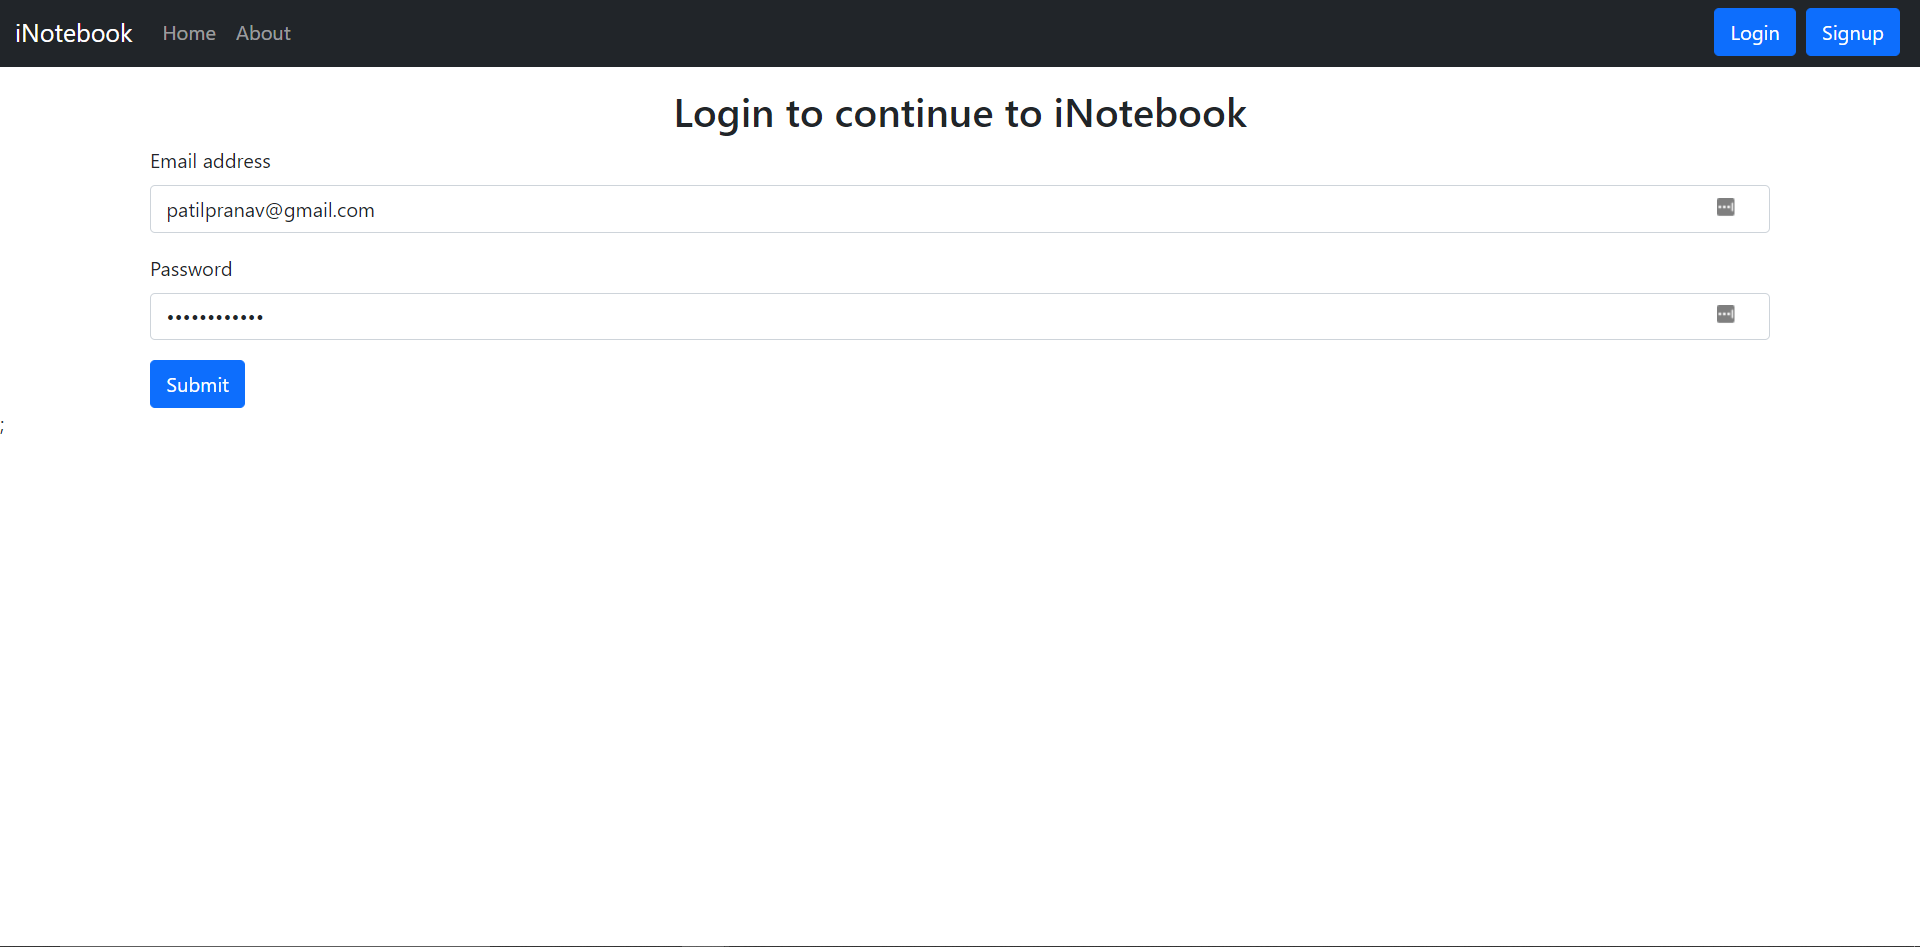 iNotebook Home About Login Signup
Login to continue to iNotebook
Email address
patilpranav@gmail.com
Password
••••••••••••
Submit
;